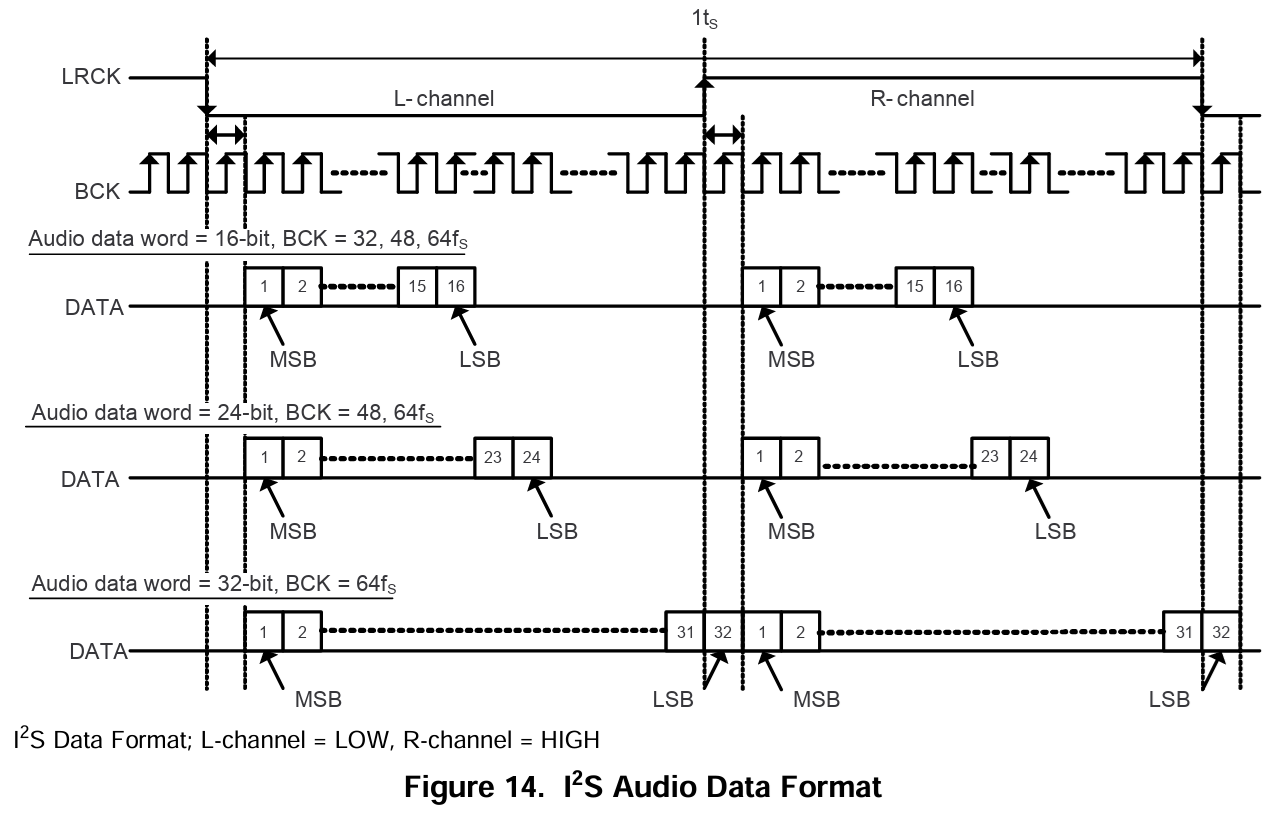 1tS
LRCK
L-channel R-channel
BCK
Audio data word = 16-bit, BCK = 32, 48, 64fS
1 2 15 16 1 2 15 16
DATA
MSB LSB MSB LSB
Audio data word = 24-bit, BCK = 48, 64fS
1 2 23 24 1 2 23 24
DATA
MSB LSB MSB LSB
Audio data word = 32-bit, BCK = 64fS
1 2 31 32 1 2 31 32
DATA
MSB LSB MSB LSB
I2S Data Format; L-channel = LOW, R-channel = HIGH
Figure 14. I2S Audio Data Format